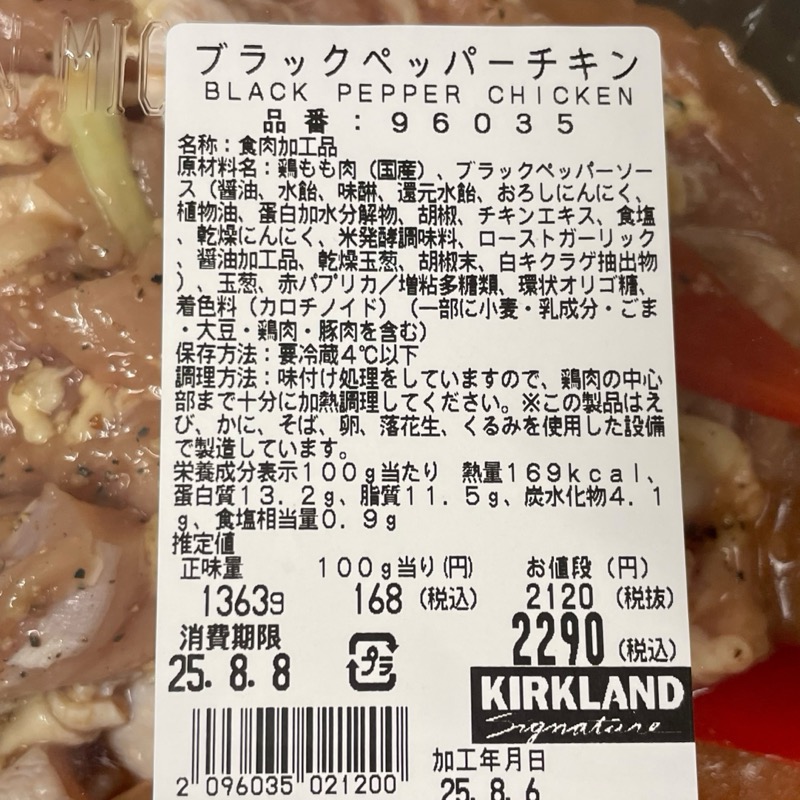 ブラックペッパーチキン
BLACK PEPPER CHICKEN
品番:96035
名称:食肉加工品
原材料名:鶏もも肉(国産)、ブラックペッパーソー
ス(醤油、水飴、味醂、還元水飴、おろしにんにく、
植物油、蛋白加水分解物、胡椒、チキンエキス、食塩
、乾燥にんにく、米発酵調味料、ローストガーリック
、醤油加工品、乾燥玉葱、胡椒末、白キクラゲ抽出物
)、玉葱、赤パプリカ/増粘多糖類、環状オリゴ糖、
着色料(カロチノイド)(一部に小麦・乳成分・ごま
・大豆・鶏肉・豚肉を含む)
保存方法:要冷蔵4℃以下
調理方法:味付け処理をしていますので、鶏肉の中心
部まで十分に加熱調理してください。※この製品はえ
び、かに、そば、卵、落花生、くるみを使用した設備
で製造しています。
栄養成分表示100g当たり 熱量169kcal、
蛋白質13.2g、脂質11.5g、炭水化物4.1
g、食塩相当量0.9g
推定値
正味量 100g当り(円) お値段(円)
1363g 168(税込) 2120(税抜)
2290(税込)
消費期限
25.8.8
プラ
KIRKLAND
Signature
2 096035 021200
加工年月日
25.8.6